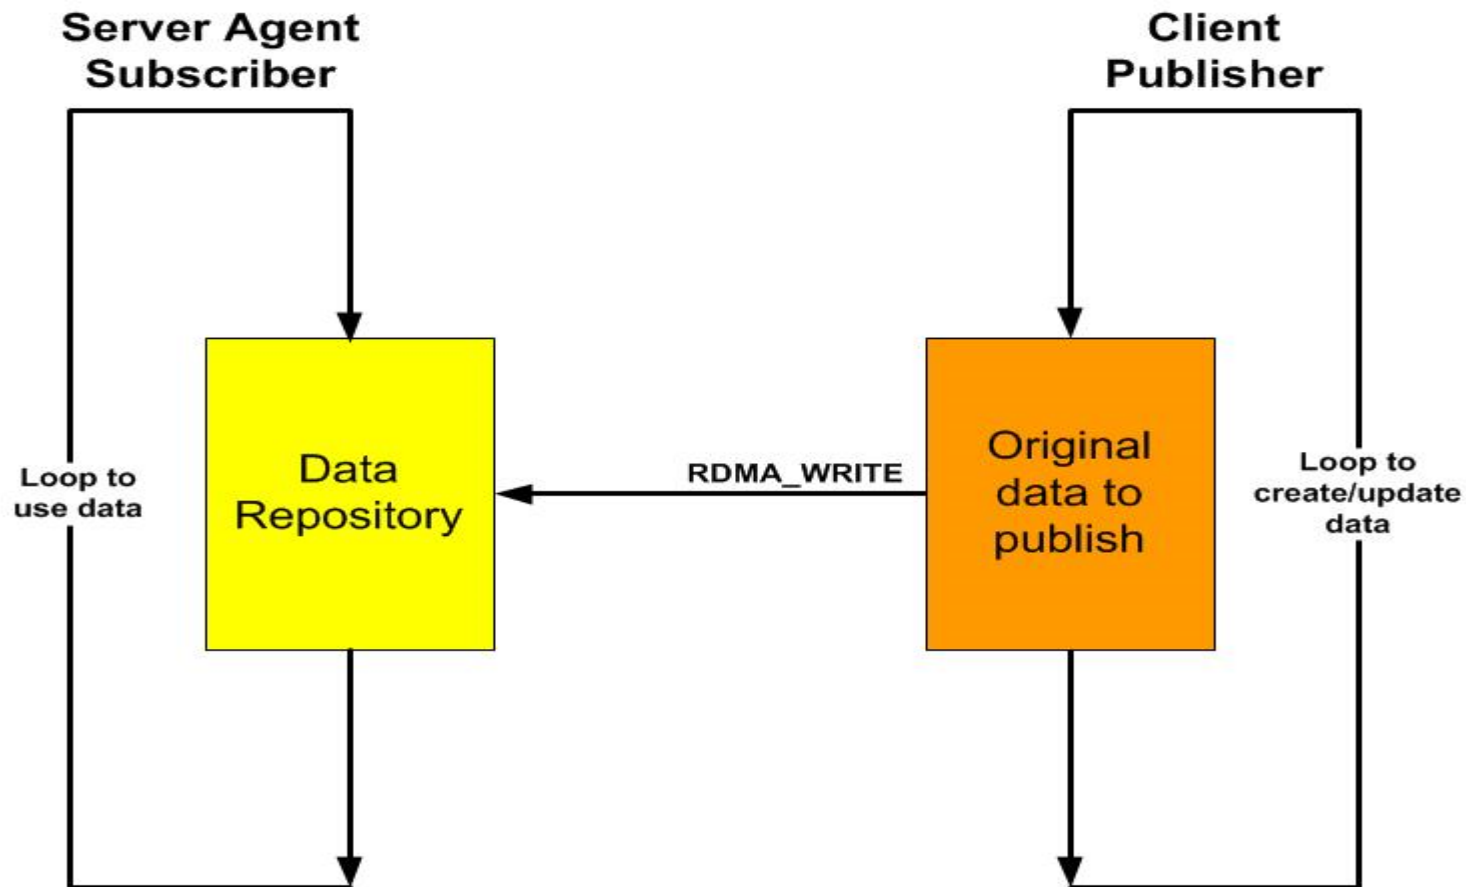 Server Agent
Subscriber
Client
Publisher
Loop to
use data
Data
Repository
RDMA_WRITE
Original
data to
publish
Loop to
create/update
data